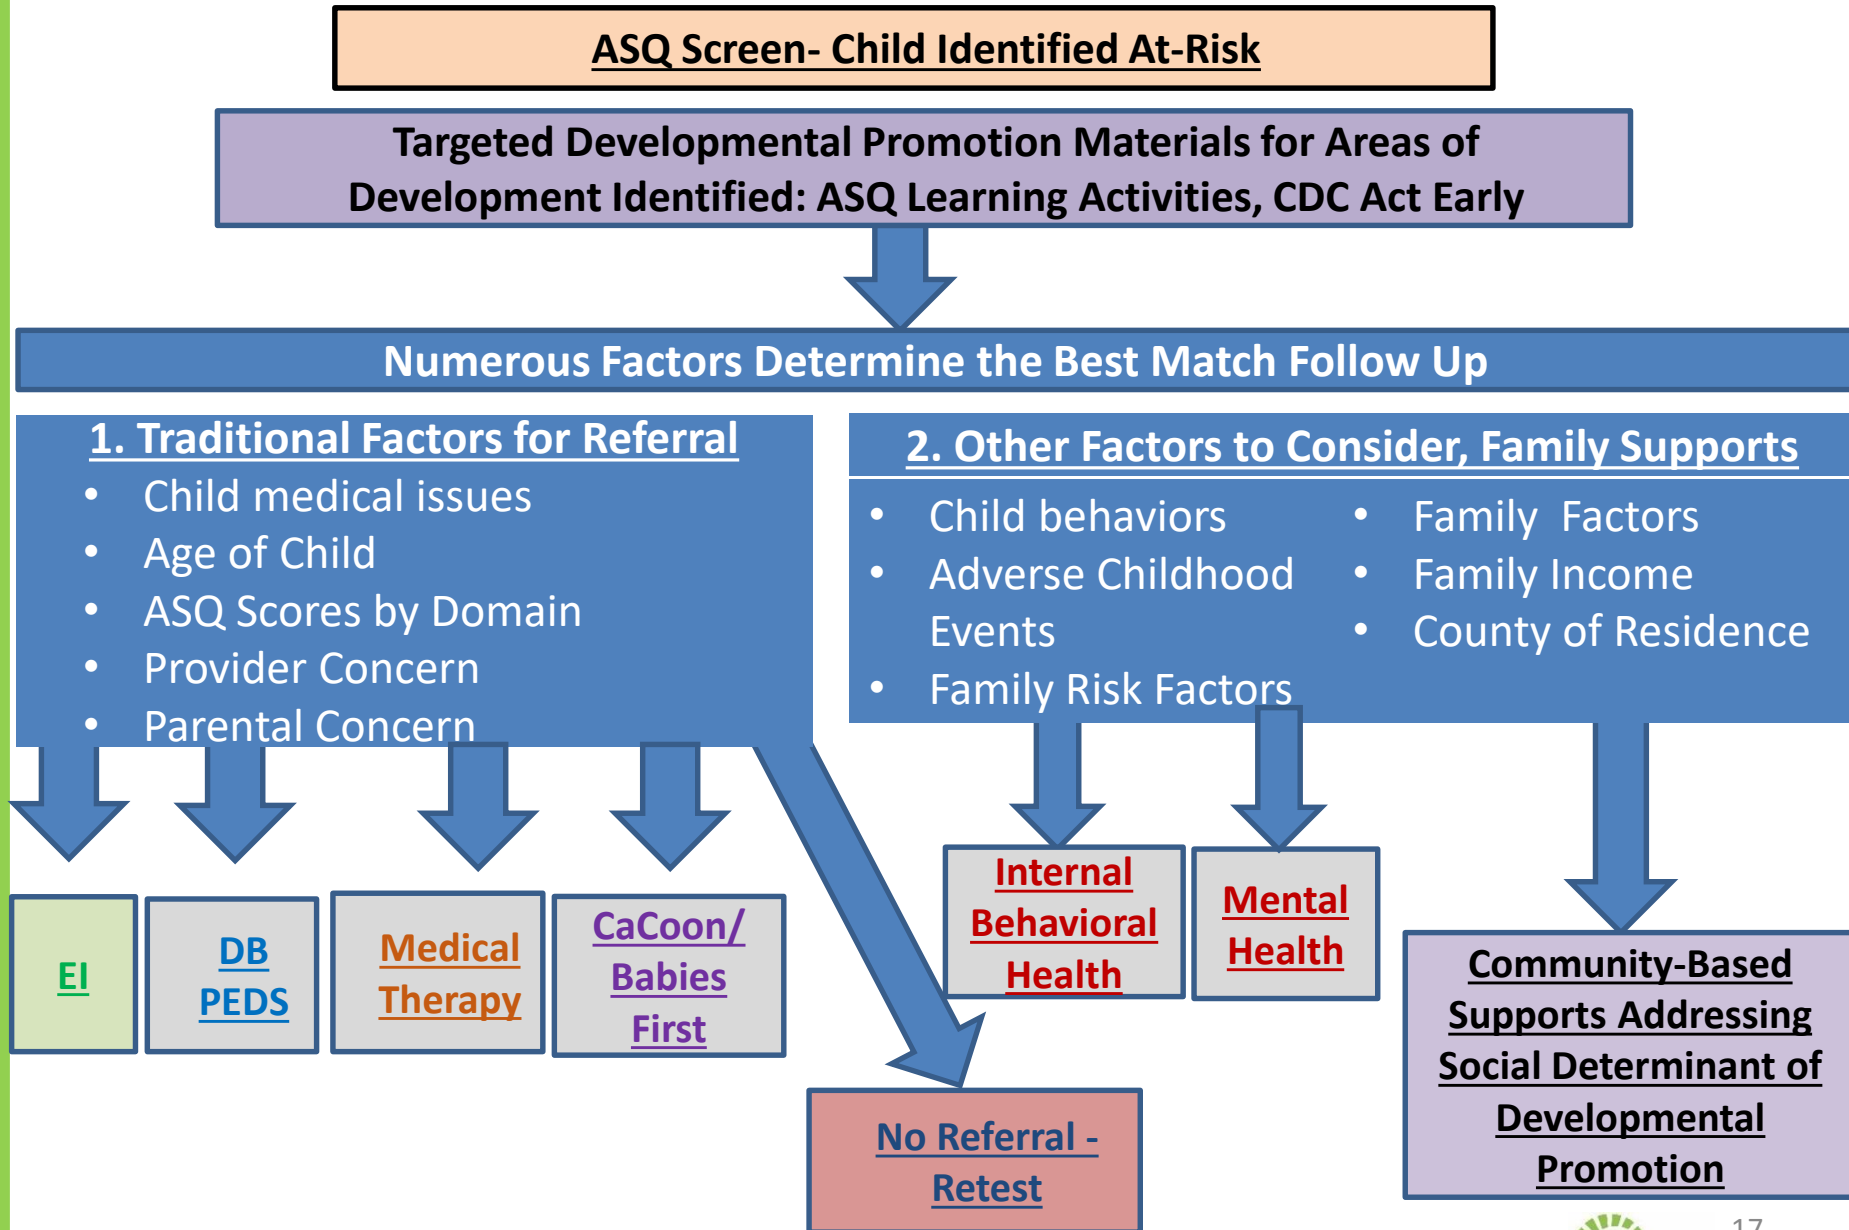 ASQ Screen- Child Identified At-Risk
Targeted Developmental Promotion Materials for Areas of
Development Identified: ASQ Learning Activities, CDC Act Early
Numerous Factors Determine the Best Match Follow Up
1. Traditional Factors for Referral
• Child medical issues
• Age of Child
• ASQ Scores by Domain
• Provider Concern
• Parental Concern
2. Other Factors to Consider, Family Supports
• Child behaviors
• Adverse Childhood
Events
• Family Risk Factors
• Family Factors
• Family Income
• County of Residence
EI
DB
PEDS
Medical
Therapy
CaCoon/
Babies
First
No Referral -
Retest
Internal
Behavioral
Health
Mental
Health
Community-Based
Supports Addressing
Social Determinant of
Developmental
Promotion
17